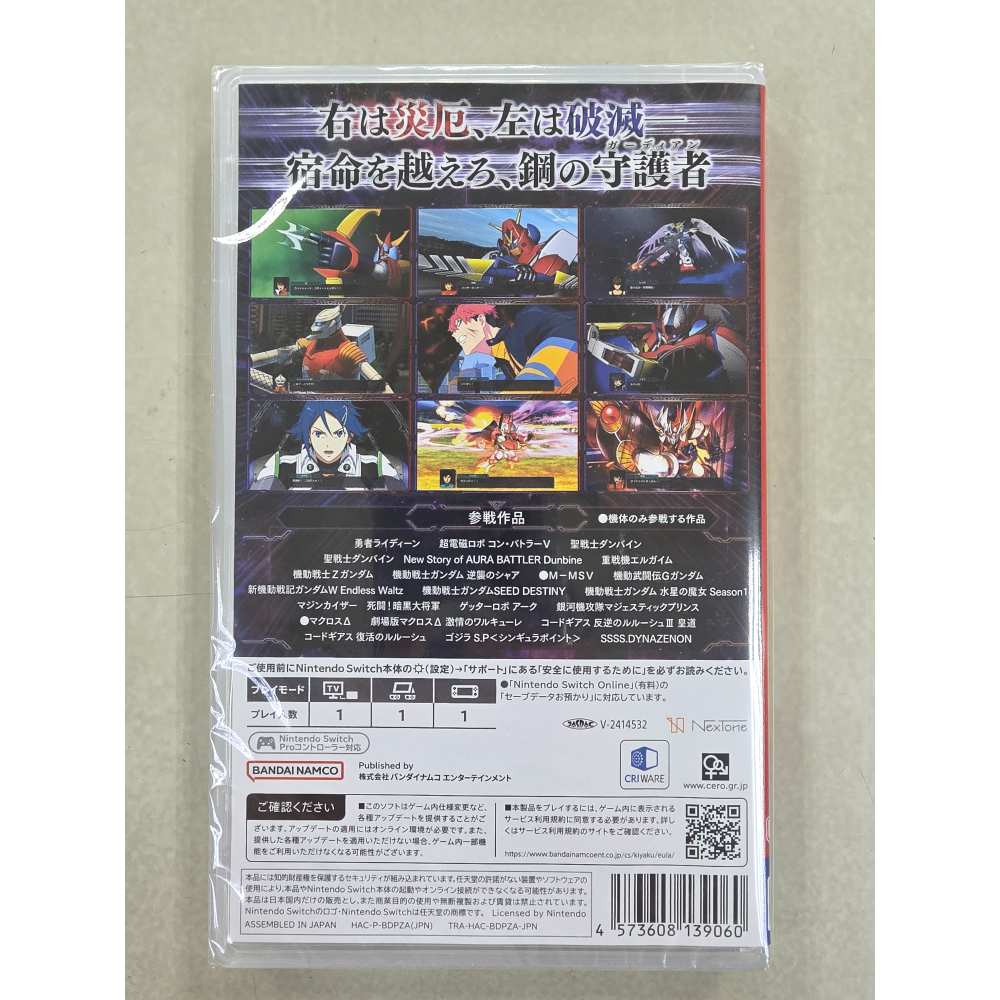 右は災厄、左は破滅―
ガーディアン
宿命を越えろ、鋼の守護者
参戦作品
●機体のみ参戦する作品
勇者ライディーン 超電磁ロボ コン・バトラーV 聖戦士ダンバイン
聖戦士ダンバイン New Story of AURA BATTLER Dunbine 重戦機エルガイム
機動戦士Zガンダム 機動戦士ガンダム 逆襲のシャア ●M-MSV 機動武闘伝Gガンダム
新機動戦記ガンダムW Endless Waltz 機動戦士ガンダムSEED DESTINY 機動戦士ガンダム 水星の魔女 Season1
マジンカイザー 死闘!暗黒大将軍 ゲッターロボ アーク 銀河機攻隊マジェスティックプリンス
●マクロスΔ 劇場版マクロスΔ 激情のワルキューレ コードギアス 反逆のルルーシュⅢ 皇道
コードギアス 復活のルルーシュ ゴジラ S.P<シンギュラポイント> SSSS.DYNAZENON
ご使用前にNintendo Switch本体の(設定)→「サポート」にある「安全に使用するために」を必ずお読みください。
プレイモード TV
プレイ人数 1 1 1
●「Nintendo Switch Online」(有料)の
「セーブデータお預かり」に対応しています。
JASRAC V-2414532 NexTone
Nintendo Switch
Proコントローラー対応
BANDAI NAMCO
Published by
株式会社 バンダイナムコ エンターテインメント
CRIWARE
www.cero.gr.jp
ご確認ください
■このソフトはゲーム内仕様変更など、
各種アップデートを提供することがご
ざいます。アップデートの適用にはオンライン環境が必要です。また、
提供した各種アップデートを適用いただけない場合、ゲーム内一部機
能をご利用いただけなくなる可能性がございます。
■本製品をプレイするには、ゲーム内に表示される
サービス利用規約に同意する必要があります。詳し
くはサービス利用規約のサイトをご確認ください。
https://www.bandainamcoent.co.jp/cs/kiyaku/eula/
本品には知的財産権を保護するセキュリティが組み込まれています。任天堂の許諾がない装置やソフトウェアの
使用により、本品やNintendo Switch本体の起動やオンライン接続ができなくなる可能性があります。
本品は日本国内だけの販売とし、また商業目的の使用や無断複製および賃貸は禁止されています。
Nintendo Switchのロゴ・Nintendo Switchは任天堂の商標です。 Licensed by Nintendo
ASSEMBLED IN JAPAN HAC-P-BDPZA(JPN) TRA-HAC-BDPZA-JPN
4 573608 139060